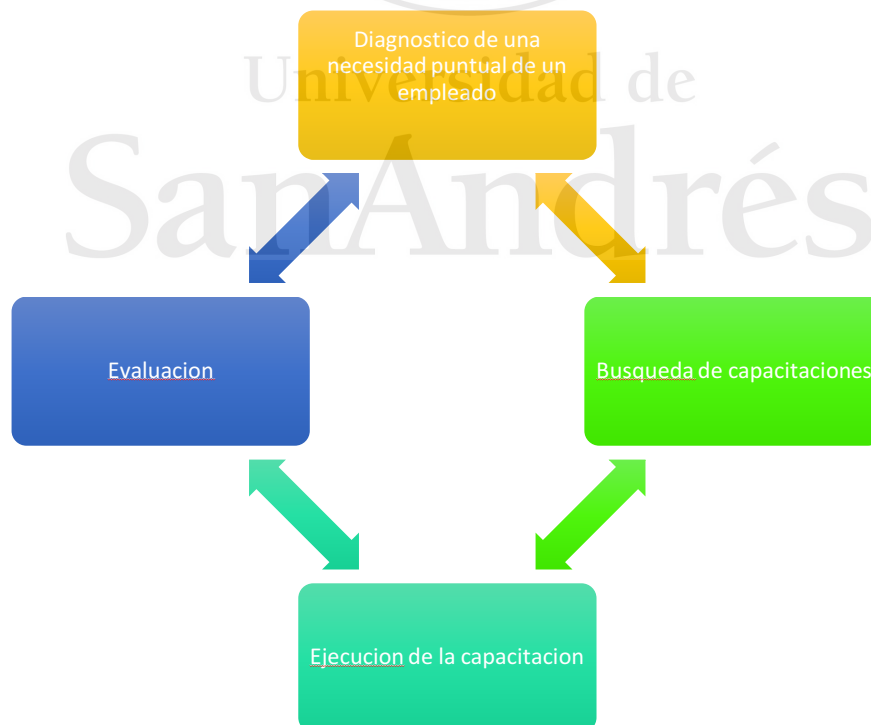 Diagnostico de una
necesidad puntual de un
empleado
Universidad de
SanAndrés
Evaluacion
Busqueda de capacitaciones
Ejecucion de la capacitacion